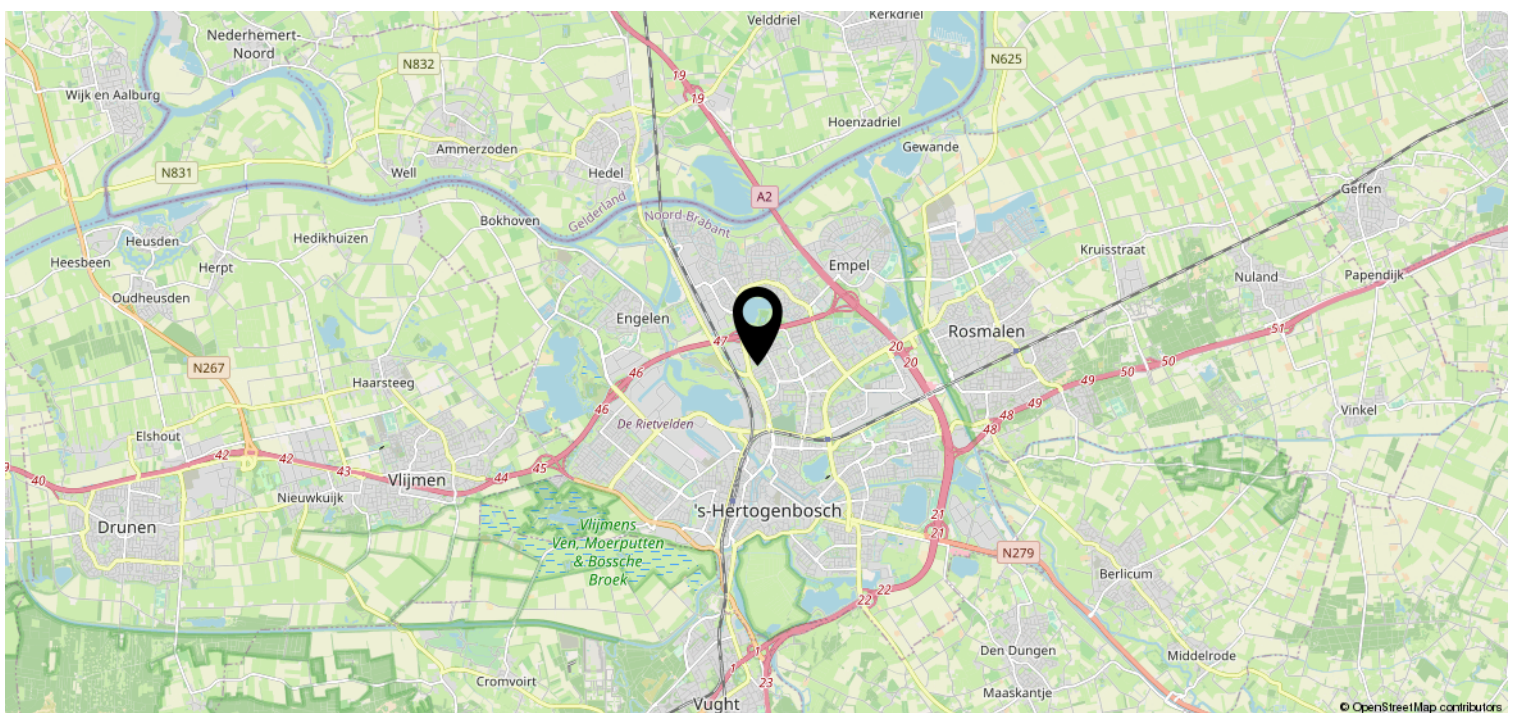 Velddriel
Kerkdriel
Nederhemert-
Noord
N832
N625
19
19
Wijk en Aalburg
Hoenzadriel
Ammerzoden
Gewande
N831
Well
Hedel
Geffen
A2
Gelderland
Noord-Brabant
Bokhoven
Heusden
Hedikhuizen
Kruisstraat
Heesbeen
Herpt
Empel
Nuland
Papendijk
Oudheusden
Engelen
Rosmalen
51
47
20
20
50
50
N267
46
49
Haarsteeg
46
49
48
48
Vinkel
De Rietvelden
Elshout
42
42
43
45
44
39
40
Vlijmen
Nieuwkuijk
Drunen
's-Hertogenbosch
21
21
Vlijmens
Ven, Moerputten
& Bossche
Broek
N279
Berlicum
22
22
Den Dungen
Middelrode
1
1
23
Cromvoirt
Maaskantje
Vught
© OpenStreetMap contributors